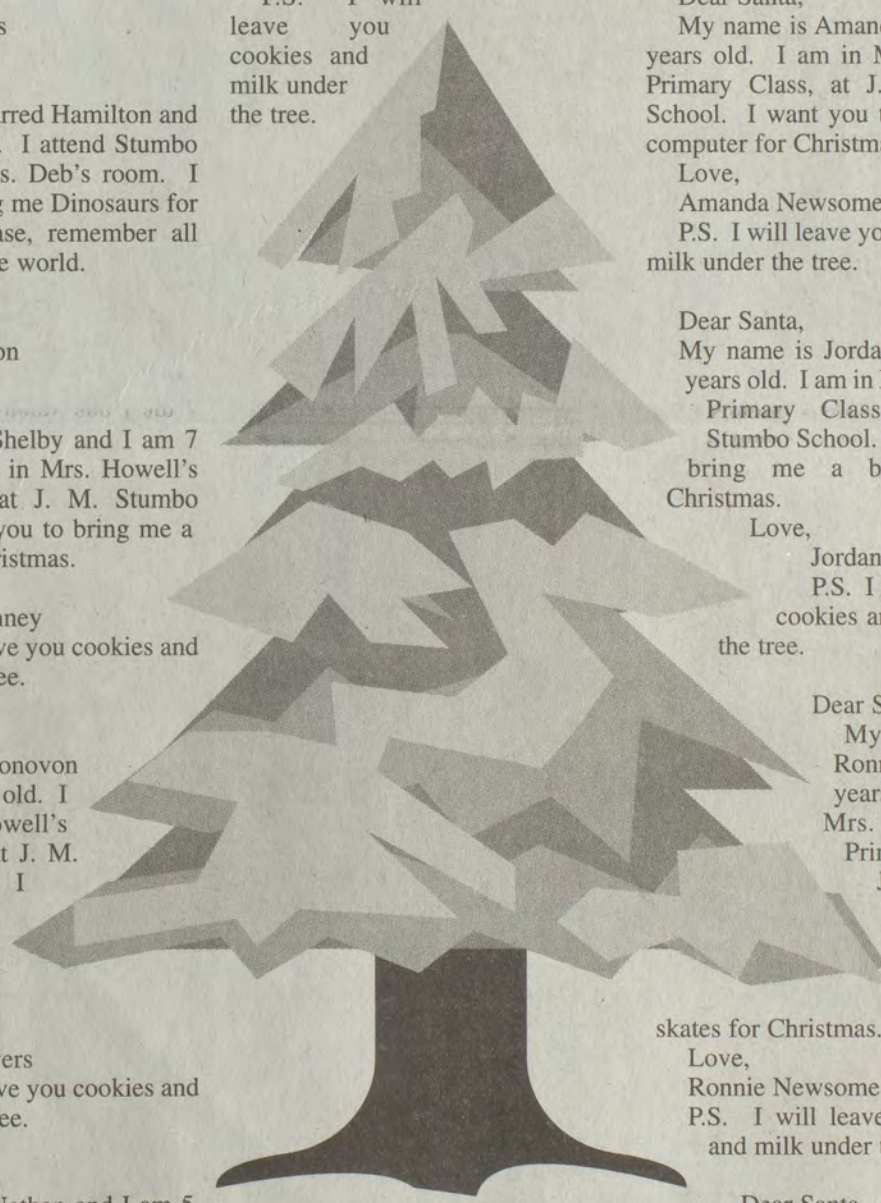 leave you
cookies and
milk under
the tree.
rred Hamilton and
I attend Stumbo
s. Deb's room. I
g me Dinosaurs for
ase, remember all
e world.
on
Shelby and I am 7
in Mrs. Howell's
at J. M. Stumbo
you to bring me a
ristmas.
nney
ve you cookies and
ee.
onovon
old. I
owell's
t J. M.
I
ers
ve you cookies and
ee.
My name is Aman
years old. I am in M
Primary Class, at J.
School. I want you t
computer for Christma
Love,
Amanda Newsome
P.S. I will leave yo
milk under the tree.
Dear Santa,
My name is Jorda
years old. I am in
Primary Class
Stumbo School.
bring me a b
Christmas.
Love,
Jordan
P.S. I
cookies a
the tree.
Dear S
My
Ronn
year
Mrs.
Prin
skates for Christmas.
Love,
Ronnie Newsome
P.S. I will leave
and milk under
Dear Santa